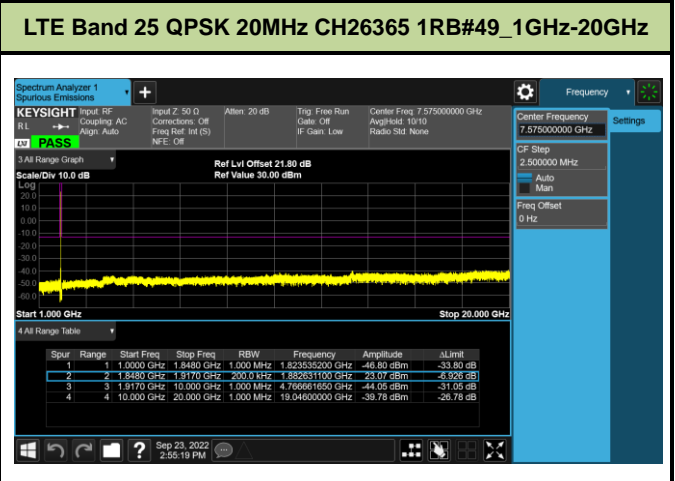 LTE Band 25 QPSK 20MHz CH26365 1RB#49_1GHz-20GHz
Spectrum Analyzer 1
Spurious Emissions
Frequency
KEYSIGHT Input: RF Input Z: 50 Ω Atten: 20 dB Trig: Free Run Center Freq: 7.575000000 GHz
RL Coupling: AC Corrections: Off Gate: Off Avg|Hold: 10/10
Align: Auto Freq Ref: Int (S) IF Gain: Low Radio Std: None
LXI PASS NFE: Off
Center Frequency
7.575000000 GHz
Settings
CF Step
2.500000 MHz
Auto
Man
Freq Offset
0 Hz
3 All Range Graph
Ref Lvl Offset 21.80 dB
Scale/Div 10.0 dB Ref Value 30.00 dBm
Log
20.0
10.0
0.00
-10.0
-20.0
-30.0
-40.0
-50.0
-60.0
Start 1.000 GHz Stop 20.000 GHz
4 All Range Table
Spur Range Start Freq Stop Freq RBW Frequency Amplitude ΔLimit
1 1 1.0000 GHz 1.8480 GHz 1.000 MHz 1.823535200 GHz -46.80 dBm -33.80 dB
2 2 1.8480 GHz 1.9170 GHz 200.0 kHz 1.882631100 GHz 23.07 dBm -6.926 dB
3 3 1.9170 GHz 10.000 GHz 1.000 MHz 4.766661650 GHz -44.05 dBm -31.05 dB
4 4 10.000 GHz 20.000 GHz 1.000 MHz 19.04600000 GHz -39.78 dBm -26.78 dB
Sep 23, 2022
2:55:19 PM